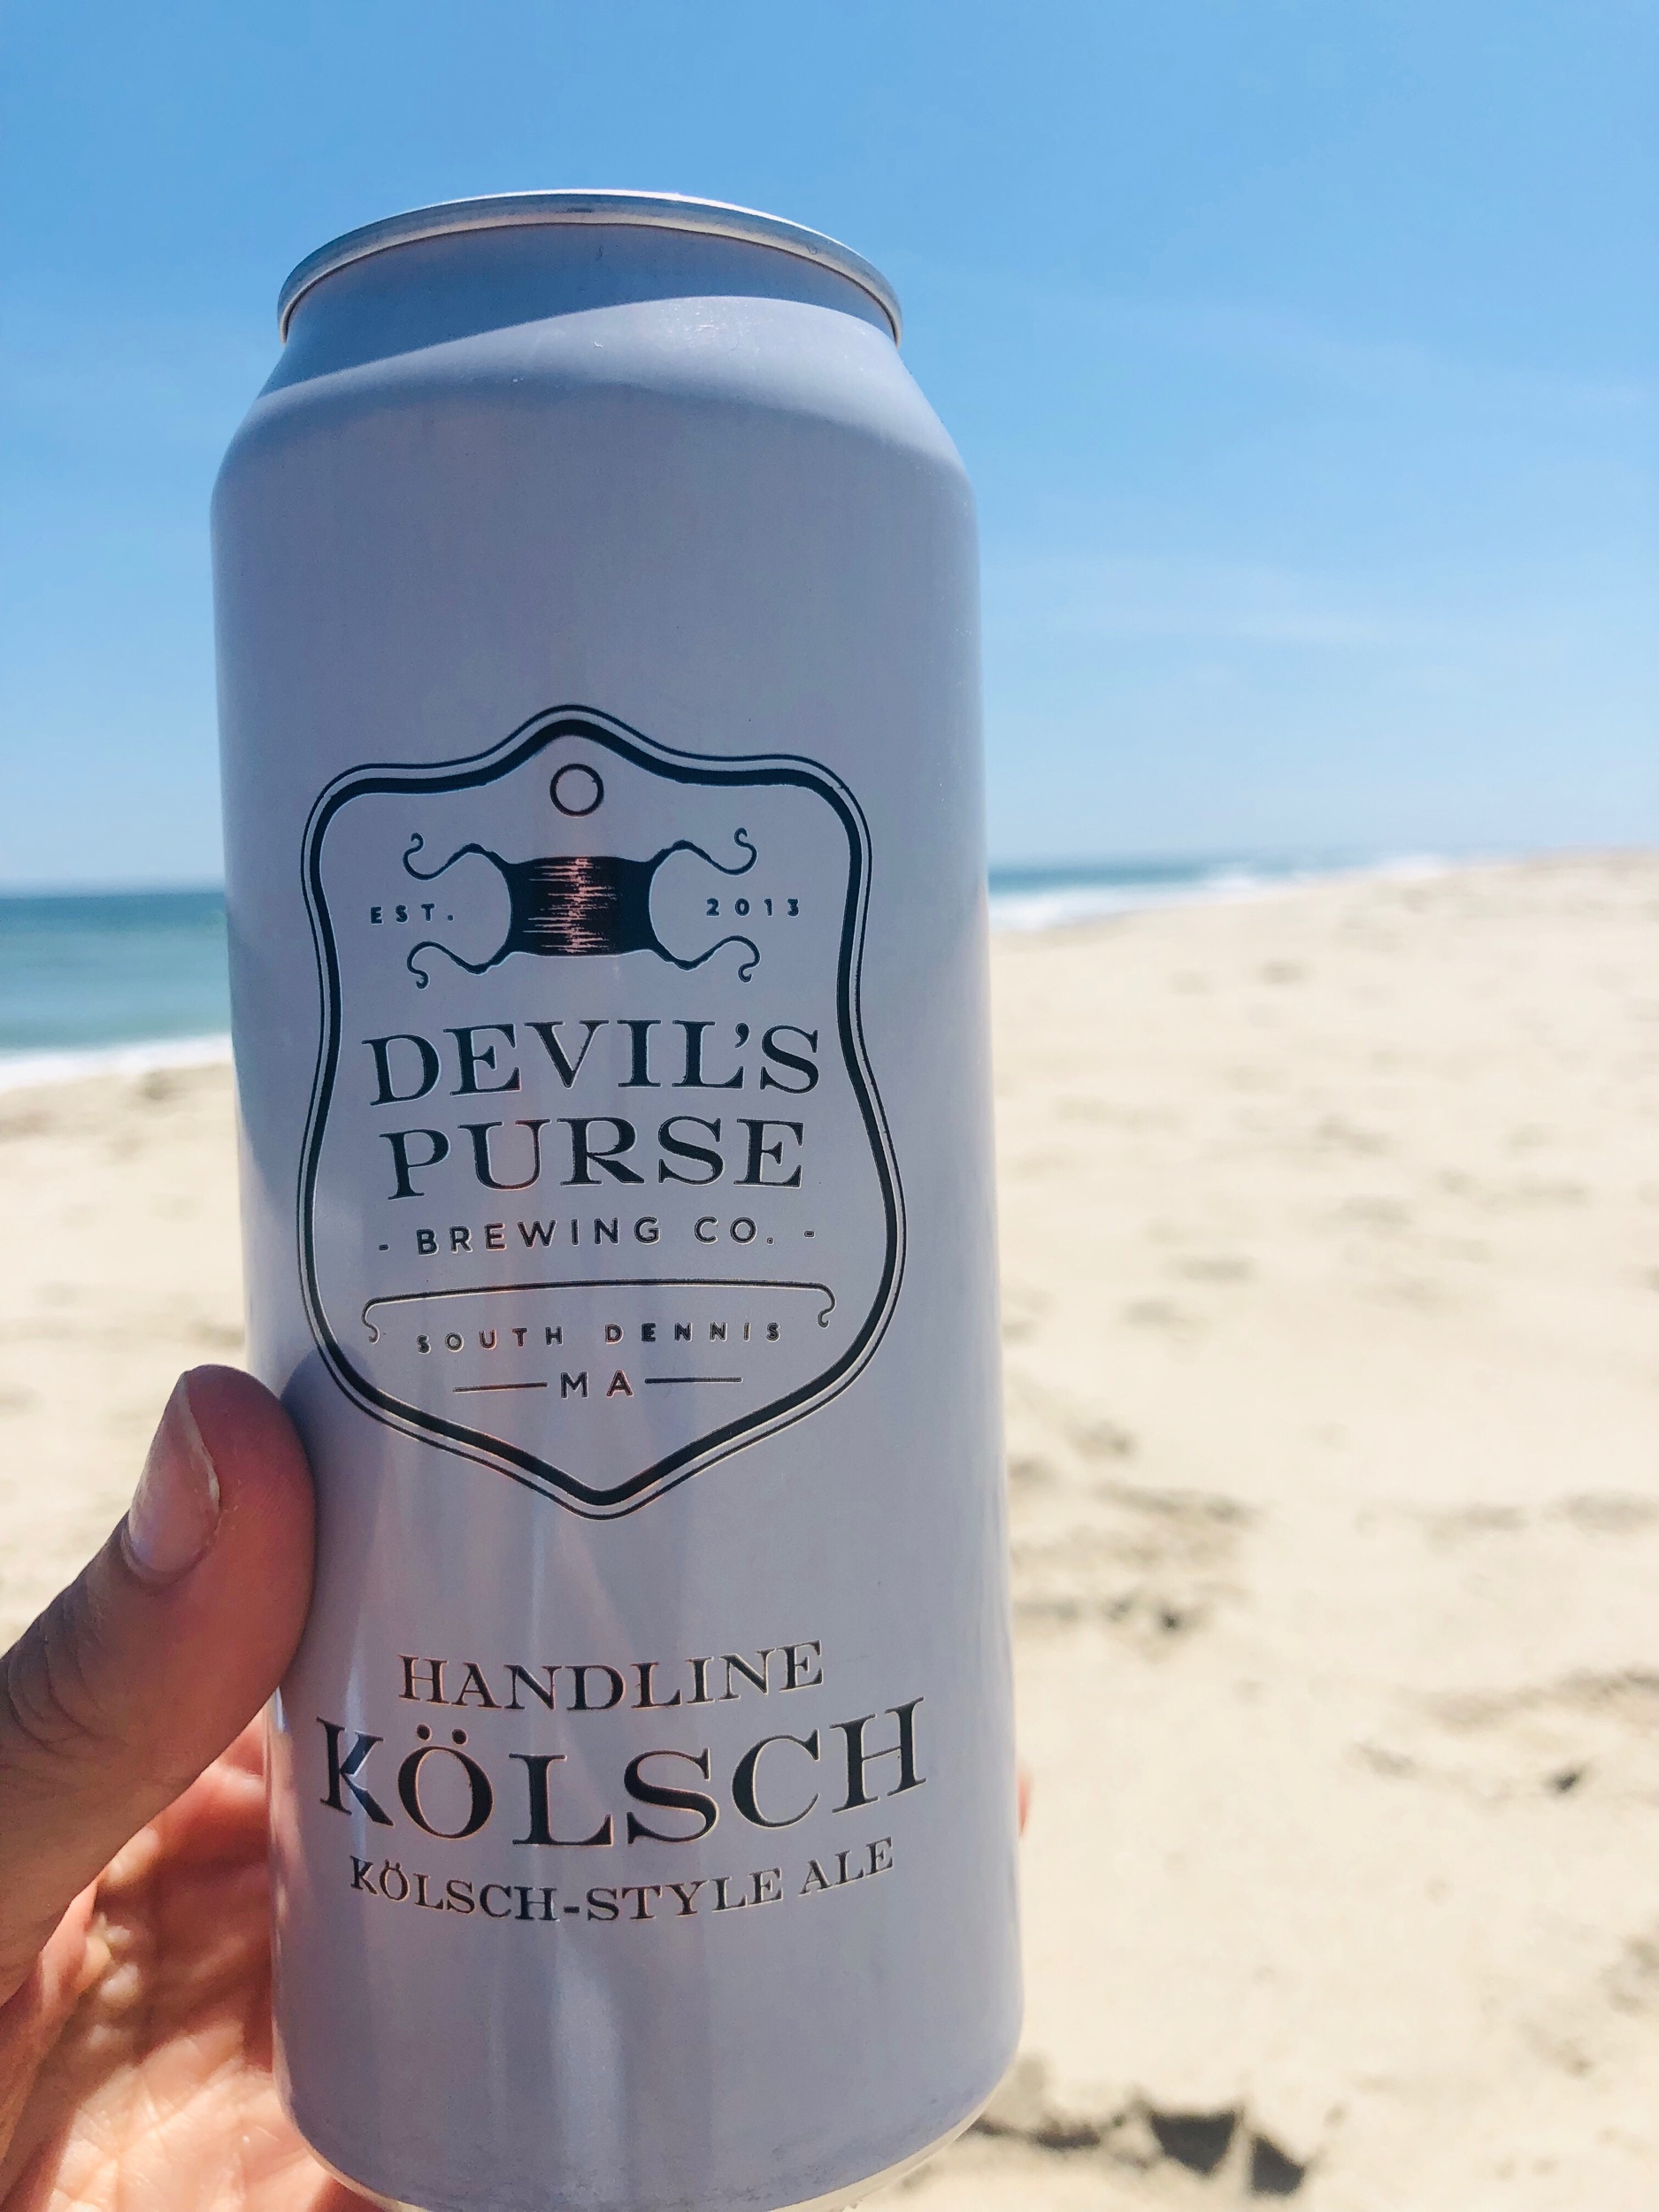 EST. 2013
DEVIL'S
PURSE
- BREWING CO. -
SOUTH DENNIS
MA
HANDLINE
KÖLSCH
KÖLSCH-STYLE ALE